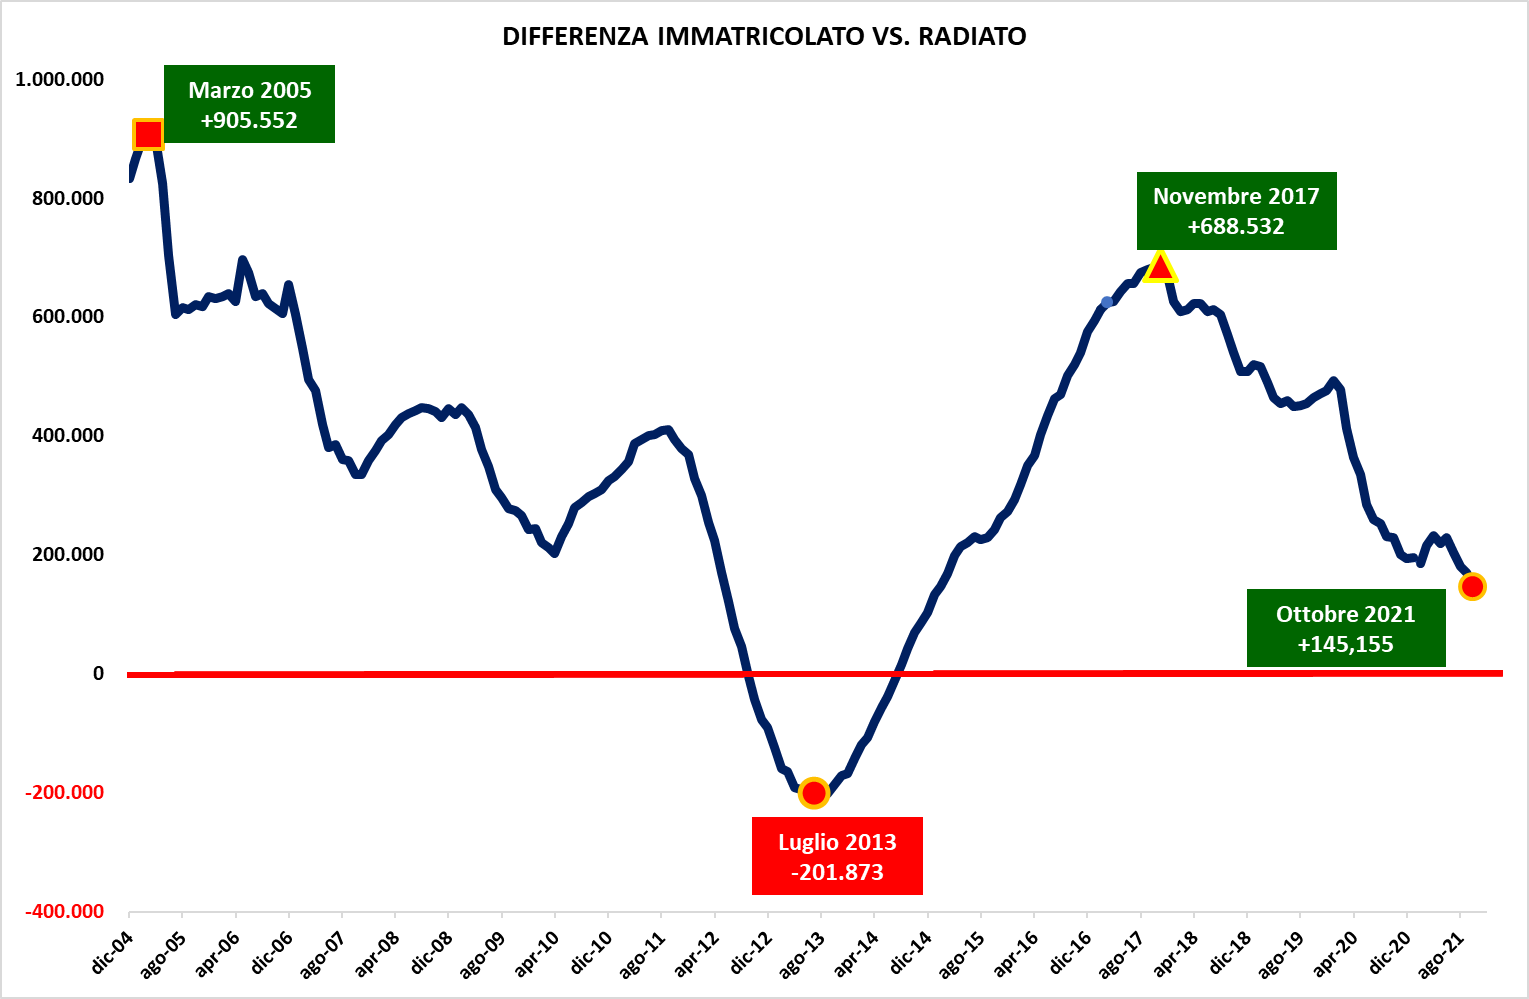 DIFFERENZA IMMATRICOLATO VS. RADIATO
1.000.000
800.000
600.000
400.000
200.000
0
-200.000
-400.000
Marzo 2005
+905.552
Novembre 2017
+688.532
Ottobre 2021
+145,155
Luglio 2013
-201.873
dic-04
ago-05
apr-06
dic-06
ago-07
apr-08
dic-08
ago-09
apr-10
dic-10
ago-11
apr-12
dic-12
ago-13
apr-14
dic-14
ago-15
apr-16
dic-16
ago-17
apr-18
dic-18
ago-19
apr-20
dic-20
ago-21